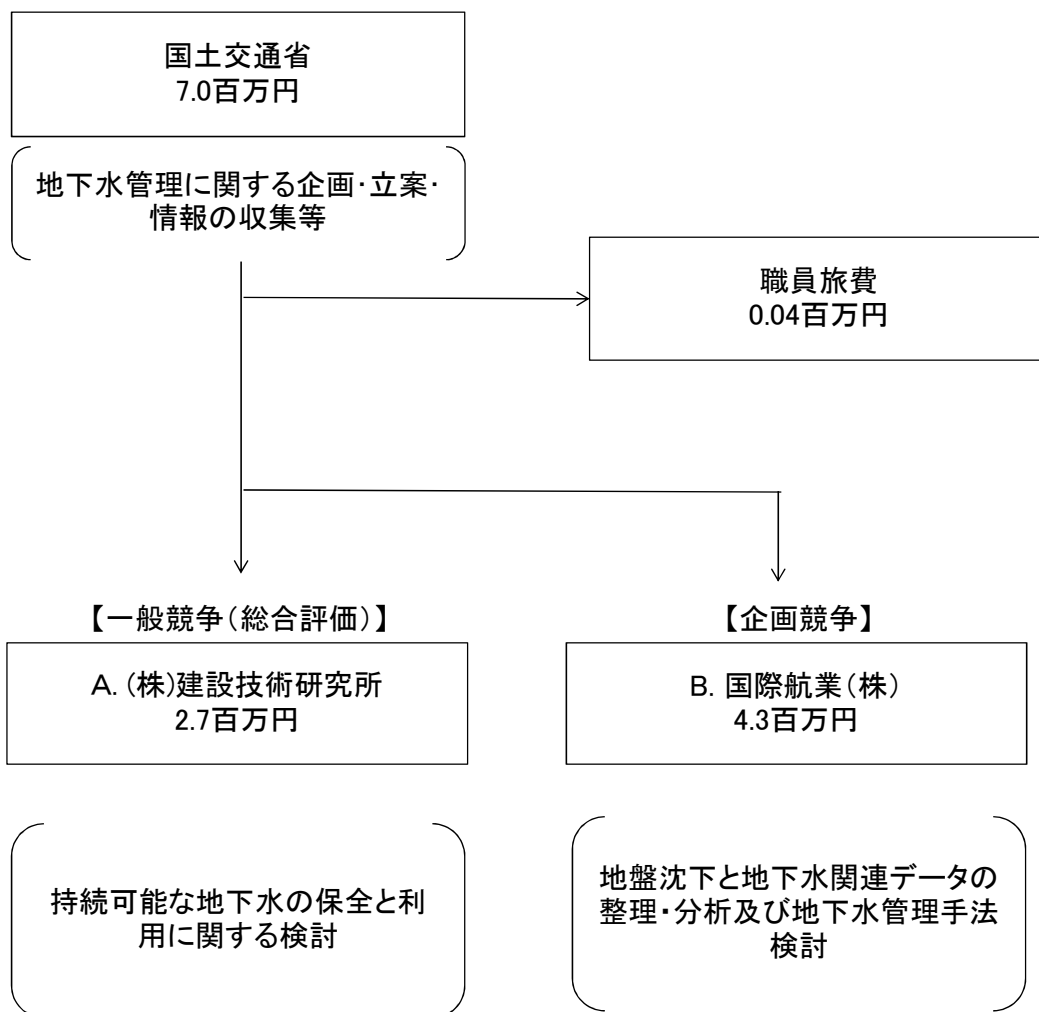 国土交通省
7.0百万円
地下水管理に関する企画・立案・
情報の収集等
職員旅費
0.04百万円
【一般競争（総合評価）】
A. (株)建設技術研究所
2.7百万円
【企画競争】
B. 国際航業(株)
4.3百万円
持続可能な地下水の保全と利
用に関する検討
地盤沈下と地下水関連データの
整理・分析及び地下水管理手法
検討